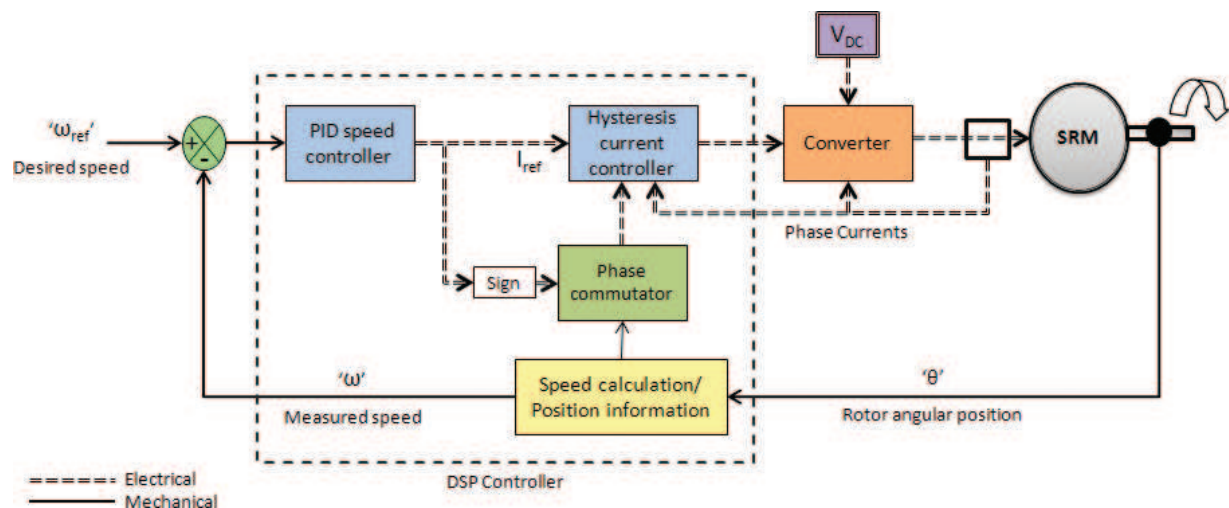 V_DC
'ω_ref'
Desired speed
+
-
PID speed
controller
I_ref
Hysteresis
current
controller
Converter
SRM
Phase Currents
Sign
Phase
commutator
'ω'
Measured speed
Speed calculation/
Position information
'θ'
Rotor angular position
DSP Controller
Electrical
Mechanical